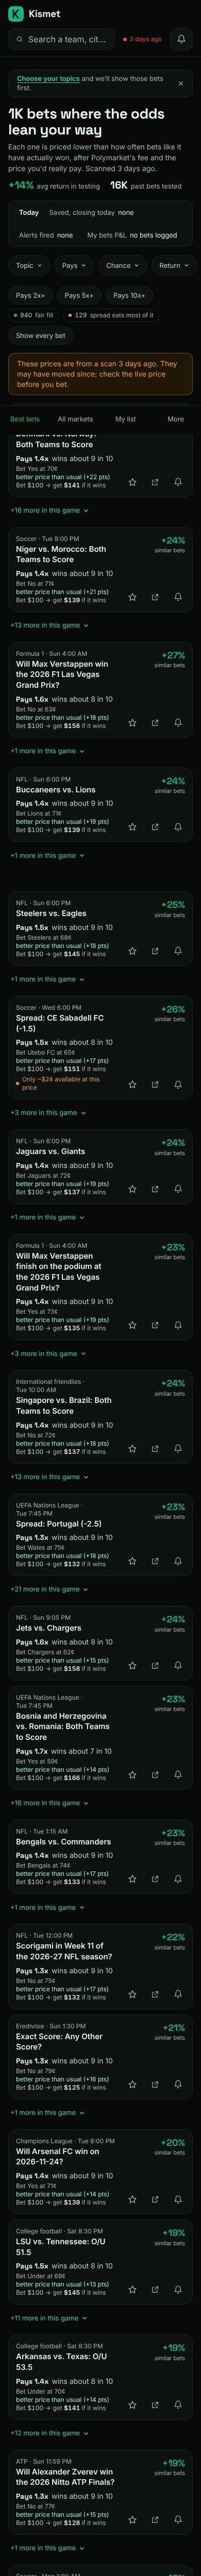 K Kismet
Search a team, cit...
3 days ago
Choose your topics and we'll show those bets
first.
1K bets where the odds
lean your way
Each one is priced lower than how often bets like it
have actually won, after Polymarket's fee and at the
price you'd really pay. Scanned 3 days ago.
+14% avg return in testing 16K past bets tested
Today Saved, closing today none
Alerts fired none My bets P&L no bets logged
Topic Pays Chance Return
Pays 2x+ Pays 5x+ Pays 10x+
940 fair fill 129 spread eats most of it
Show every bet
These prices are from a scan 3 days ago. They
may have moved since; check the live price
before you bet.
Best bets All markets My list More
Denmark vs. Norway:
Both Teams to Score
Pays 1.4x wins about 9 in 10
Bet Yes at 70¢
better price than usual (+22 pts)
Bet $100 → get $141 if it wins
+16 more in this game
Soccer · Tue 8:00 PM
+24%
similar bets
Niger vs. Morocco: Both
Teams to Score
Pays 1.4x wins about 9 in 10
Bet No at 71¢
better price than usual (+21 pts)
Bet $100 → get $139 if it wins
+13 more in this game
Formula 1 · Sun 4:00 AM
+27%
similar bets
Will Max Verstappen win
the 2026 F1 Las Vegas
Grand Prix?
Pays 1.6x wins about 8 in 10
Bet No at 63¢
better price than usual (+18 pts)
Bet $100 → get $156 if it wins
+1 more in this game
NFL · Sun 6:00 PM
+24%
similar bets
Buccaneers vs. Lions
Pays 1.4x wins about 9 in 10
Bet Lions at 71¢
better price than usual (+19 pts)
Bet $100 → get $139 if it wins
+1 more in this game
NFL · Sun 6:00 PM
+25%
similar bets
Steelers vs. Eagles
Pays 1.5x wins about 9 in 10
Bet Steelers at 68¢
better price than usual (+18 pts)
Bet $100 → get $145 if it wins
+1 more in this game
Soccer · Wed 6:00 PM
+26%
similar bets
Spread: CE Sabadell FC
(-1.5)
Pays 1.5x wins about 8 in 10
Bet Utebo FC at 65¢
better price than usual (+17 pts)
Bet $100 → get $151 if it wins
Only ~$24 available at this
price
+3 more in this game
NFL · Sun 6:00 PM
+24%
similar bets
Jaguars vs. Giants
Pays 1.4x wins about 9 in 10
Bet Jaguars at 72¢
better price than usual (+19 pts)
Bet $100 → get $137 if it wins
+1 more in this game
Formula 1 · Sun 4:00 AM
+23%
similar bets
Will Max Verstappen
finish on the podium at
the 2026 F1 Las Vegas
Grand Prix?
Pays 1.4x wins about 9 in 10
Bet Yes at 73¢
better price than usual (+19 pts)
Bet $100 → get $135 if it wins
+3 more in this game
International friendlies ·
Tue 10:00 AM
+24%
similar bets
Singapore vs. Brazil: Both
Teams to Score
Pays 1.4x wins about 9 in 10
Bet No at 72¢
better price than usual (+18 pts)
Bet $100 → get $137 if it wins
+13 more in this game
UEFA Nations League ·
Tue 7:45 PM
+23%
similar bets
Spread: Portugal (-2.5)
Pays 1.3x wins about 9 in 10
Bet Wales at 75¢
better price than usual (+18 pts)
Bet $100 → get $132 if it wins
+21 more in this game
NFL · Sun 9:05 PM
+24%
similar bets
Jets vs. Chargers
Pays 1.6x wins about 8 in 10
Bet Chargers at 62¢
better price than usual (+15 pts)
Bet $100 → get $158 if it wins
UEFA Nations League ·
Tue 7:45 PM
+23%
similar bets
Bosnia and Herzegovina
vs. Romania: Both Teams
to Score
Pays 1.7x wins about 7 in 10
Bet Yes at 59¢
better price than usual (+14 pts)
Bet $100 → get $166 if it wins
+16 more in this game
NFL · Tue 1:15 AM
+23%
similar bets
Bengals vs. Commanders
Pays 1.4x wins about 9 in 10
Bet Bengals at 74¢
better price than usual (+17 pts)
Bet $100 → get $133 if it wins
+1 more in this game
NFL · Tue 12:00 PM
+22%
similar bets
Scorigami in Week 11 of
the 2026-27 NFL season?
Pays 1.3x wins about 9 in 10
Bet No at 75¢
better price than usual (+17 pts)
Bet $100 → get $132 if it wins
Eredivisie · Sun 1:30 PM
+21%
similar bets
Exact Score: Any Other
Score?
Pays 1.3x wins about 9 in 10
Bet No at 79¢
better price than usual (+16 pts)
Bet $100 → get $125 if it wins
+1 more in this game
Champions League · Tue 8:00 PM
+20%
similar bets
Will Arsenal FC win on
2026-11-24?
Pays 1.4x wins about 9 in 10
Bet Yes at 71¢
better price than usual (+14 pts)
Bet $100 → get $139 if it wins
College football · Sat 8:30 PM
+19%
similar bets
LSU vs. Tennessee: O/U
51.5
Pays 1.5x wins about 8 in 10
Bet Under at 68¢
better price than usual (+13 pts)
Bet $100 → get $145 if it wins
+11 more in this game
College football · Sat 8:30 PM
+19%
similar bets
Arkansas vs. Texas: O/U
53.5
Pays 1.4x wins about 8 in 10
Bet Under at 70¢
better price than usual (+14 pts)
Bet $100 → get $141 if it wins
+12 more in this game
ATP · Sun 11:59 PM
+19%
similar bets
Will Alexander Zverev win
the 2026 Nitto ATP Finals?
Pays 1.3x wins about 9 in 10
Bet No at 77¢
better price than usual (+15 pts)
Bet $100 → get $128 if it wins
+1 more in this game